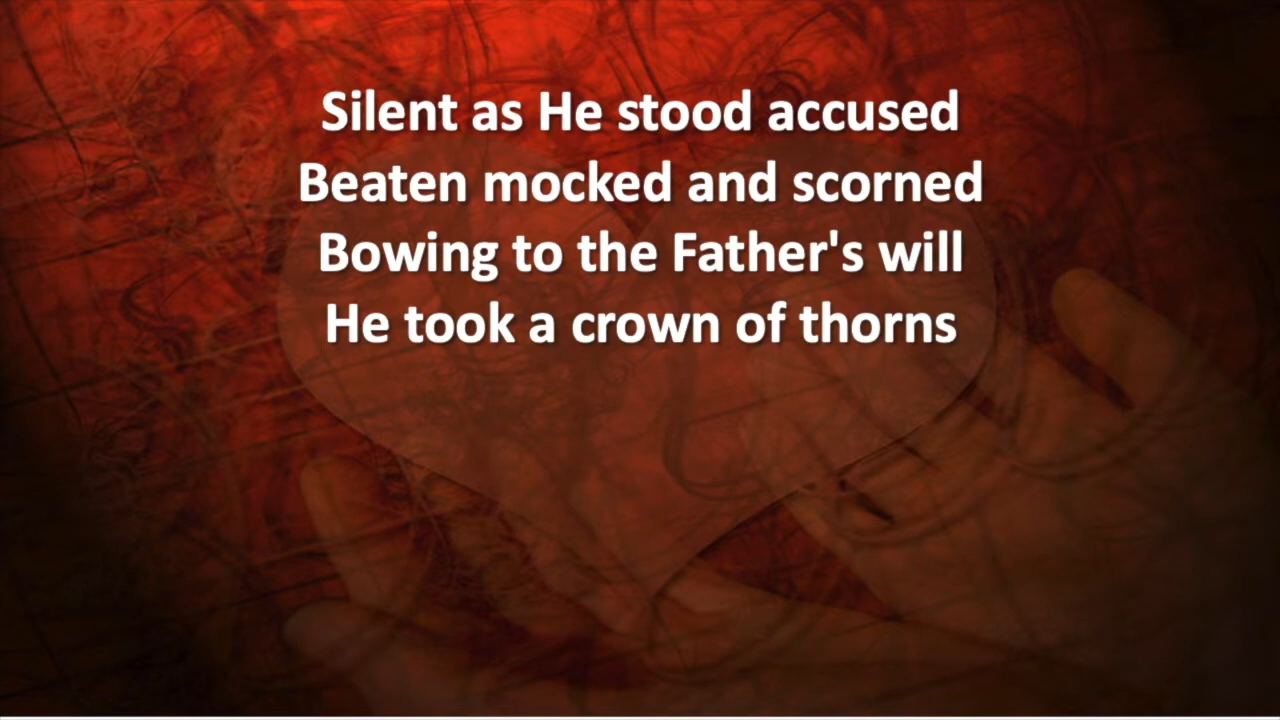 Silent as He stood accused
Beaten mocked and scorned
Bowing to the Father's will
He took a crown of thorns